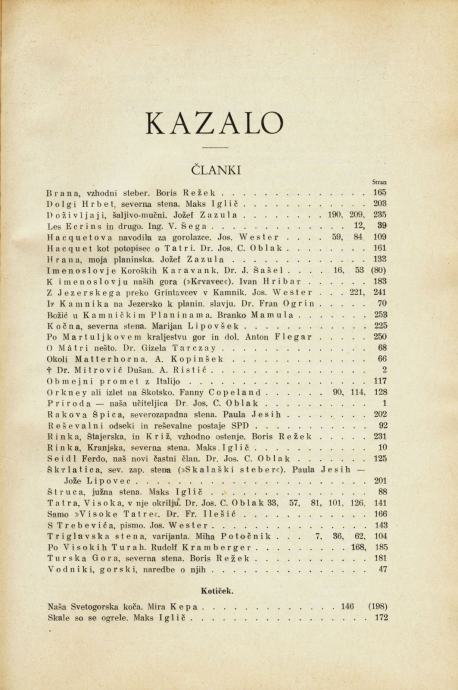 KAZALO
ČLANKI
Stran
Brana, vzhodni steber. Boris Režek . . . . . . . . . . . . 165
Dolgi Hrbet, severna stena. Maks Iglič . . . . . . . . . . . 203
Doživljaji, šaljivo-mučni. Jožef Zazula . . . . . . . 190, 209, 235
Les Ecrins in drugo. Ing. V. Šega . . . . . . . . . . 12, 39
Hacquetova navodila za gorolazce. Jos. Wester . . . . 59, 84, 109
Hacquet kot potopisec o Tatri. Dr. Jos. C. Oblak . . . . . . . 161
Hrana, moja planinska. Jožef Zazula . . . . . . . . . . . 133
Imenoslovje Koroških Karavank. Dr. J. Šašel . . . . 16, 53 (80)
K imenoslovju naših gora (»Krvavec«). Ivan Hribar . . . . . . 183
Z Jezerskega preko Grintavcev v Kamnik. Jos. Wester . . . 221, 241
Iz Kamnika na Jezersko k planin. slavju. Dr. Fran Ogrin . . . . 70
Božič u Kamničkim Planinama. Branko Mamula . . . . . . . 253
Kočna, severna stena. Marijan Lipovšek . . . . . . . . . . 225
Po Martuljkovem kraljestvu gor in dol. Anton Flegar . . . . . 250
O Mátri nešto. Dr. Gizela Tarczay . . . . . . . . . . . . 68
Okoli Matterhorna. A. Kopinšek . . . . . . . . . . . . . 66
† Dr. Mitrović Dušan. A. Ristić . . . . . . . . . . . . . 2
Obmejni promet z Italijo . . . . . . . . . . . . . . . 117
Orkney ali izlet na Škotsko. Fanny Copeland . . . . . 90, 114, 128
Priroda — naša učiteljica Dr. Jos. C. Oblak . . . . . . . . . 1
Rakova Špica, severozapadna stena. Paula Jesih . . . . . . . 202
Reševalni odseki in reševalne postaje SPD . . . . . . . . . 92
Rinka, Štajerska, in Križ, vzhodno ostenje. Boris Režek . . . . . 231
Rinka, Kranjska, severna stena. Maks Iglič . . . . . . . . . 10
Seidl Ferdo, naš novi častni član. Dr. Jos. C. Oblak . . . . . . 125
Škrlatica, sev. zap. stena (»Skalaški steber«). Paula Jesih —
Jože Lipovec . . . . . . . . . . . . . . . . . . 201
Štruca, južna stena. Maks Iglič . . . . . . . . . . . . . 88
Tatra, Visoka, v nje okrilju. Dr. Jos. C. Oblak 33, 57, 81, 101, 126, 141
Samo »Visoke Tatre«. Dr. Fr. Ilešič . . . . . . . . . . . . 166
S Trebevića, pismo. Jos. Wester . . . . . . . . . . . . . 143
Triglavska stena, varijanta. Miha Potočnik . . . . 7, 36, 62, 104
Po Visokih Turah. Rudolf Kramberger . . . . . . . . . 168, 185
Turska Gora, severna stena. Boris Režek . . . . . . . . . . 181
Vodniki, gorski, naredbe o njih . . . . . . . . . . . . . 47
Kotiček.
Naša Svetogorska koča. Mira Kepa . . . . . . . . . . 146 (198)
Skale so se ogrele. Maks Iglič . . . . . . . . . . . . . 172